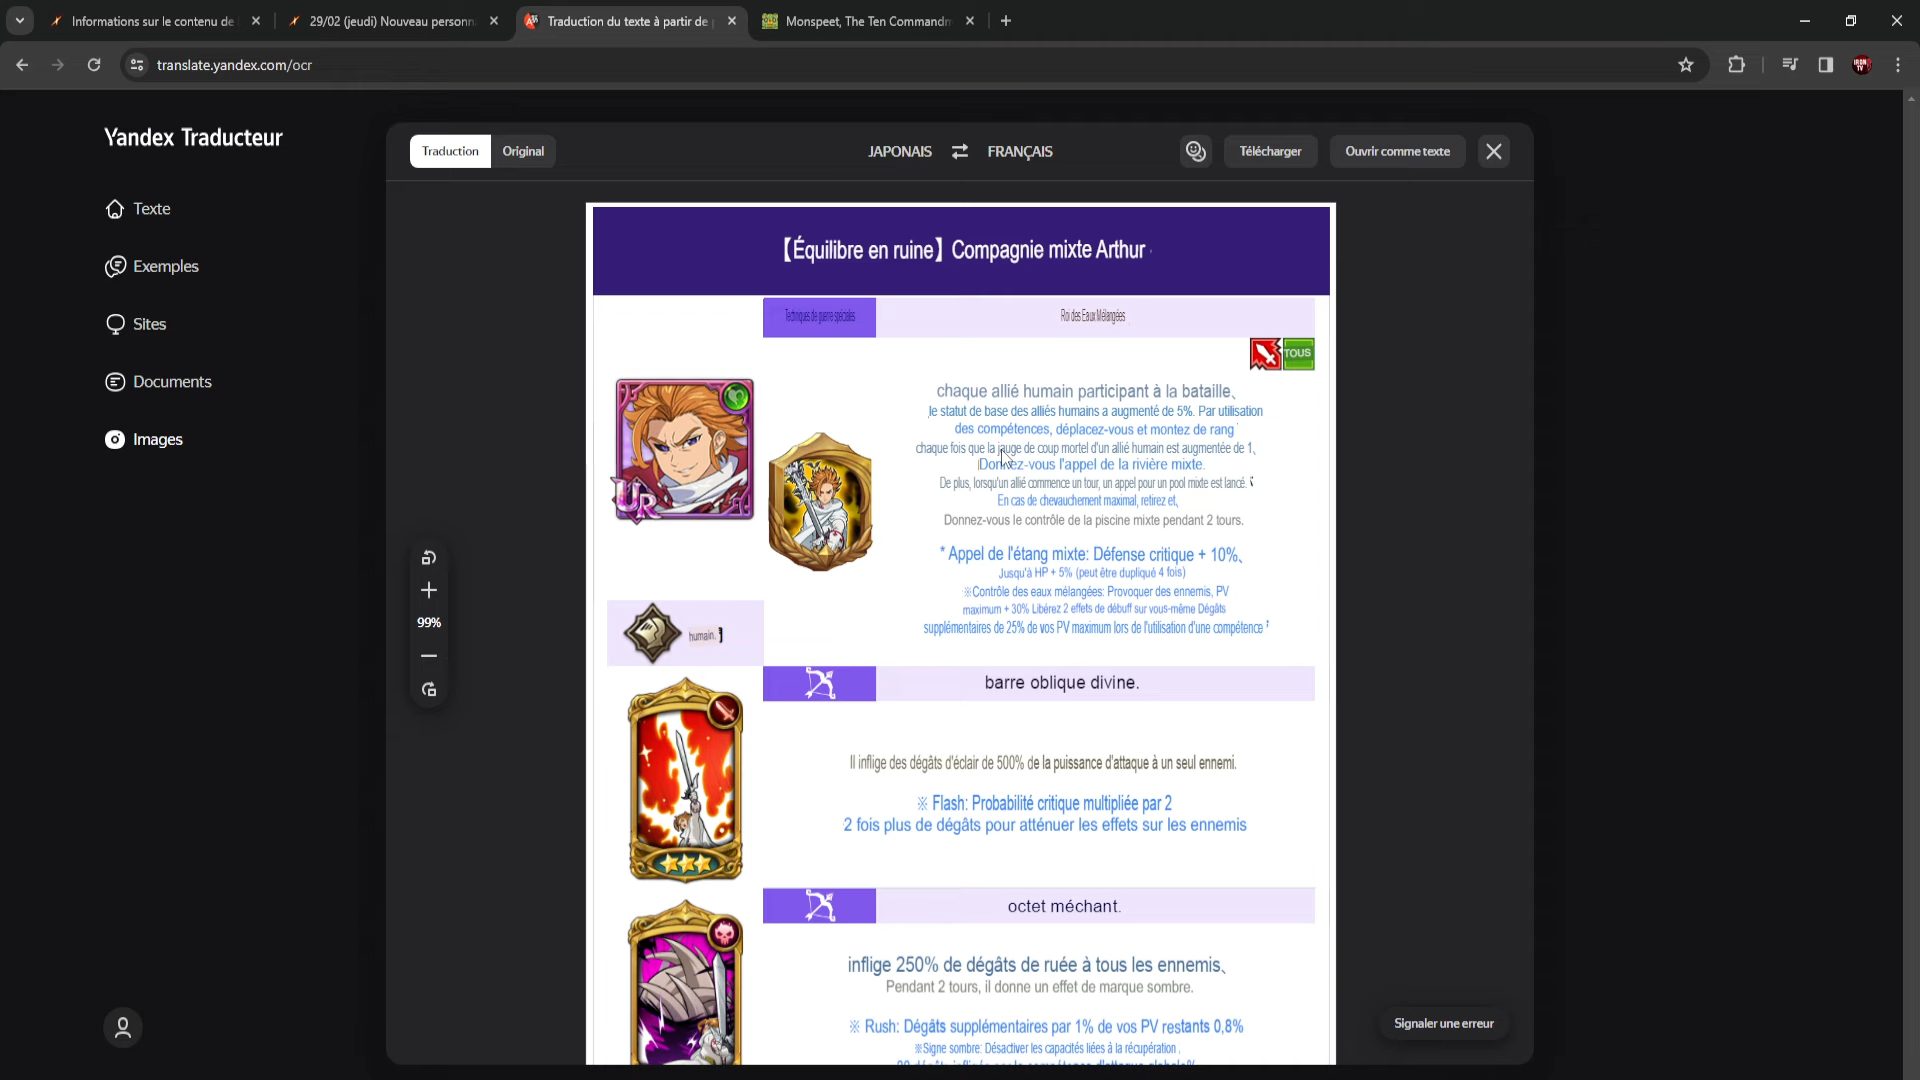 Informations sur le contenu de
29/02 (jeudi) Nouveau personn
Traduction du texte à partir de
Monspeet, The Ten Commandm
translate.yandex.com/ocr
Yandex Traducteur
Texte
Exemples
Sites
Documents
Images
Traduction
Original
JAPONAIS
FRANÇAIS
Télécharger
Ouvrir comme texte
【Équilibre en ruine】Compagnie mixte Arthur
Techniques de guerre spéciales
Roi des Eaux Mélangées
TOUS
UR
chaque allié humain participant à la bataille、
le statut de base des alliés humains a augmenté de 5%. Par utilisation
des compétences, déplacez-vous et montez de rang
chaque fois que la jauge de coup mortel d'un allié humain est augmentée de 1、
Donnez-vous l'appel de la rivière mixte.
De plus, lorsqu'un allié commence un tour, un appel pour un pool mixte est lancé.
En cas de chevauchement maximal, retirez et,
Donnez-vous le contrôle de la piscine mixte pendant 2 tours.
* Appel de l'étang mixte: Défense critique + 10%、
Jusqu'à HP + 5% (peut être dupliqué 4 fois)
※Contrôle des eaux mélangées: Provoquer des ennemis, PV
maximum + 30% Libérez 2 effets de débuff sur vous-même Dégâts
supplémentaires de 25% de vos PV maximum lors de l'utilisation d'une compétence
humain.
99%
barre oblique divine.
Il inflige des dégâts d'éclair de 500% de la puissance d'attaque à un seul ennemi.
※ Flash: Probabilité critique multipliée par 2
2 fois plus de dégâts pour atténuer les effets sur les ennemis
octet méchant.
inflige 250% de dégâts de ruée à tous les ennemis、
Pendant 2 tours, il donne un effet de marque sombre.
※ Rush: Dégâts supplémentaires par 1% de vos PV restants 0,8%
※Signe sombre: Désactiver les capacités liées à la récupération .
Signaler une erreur